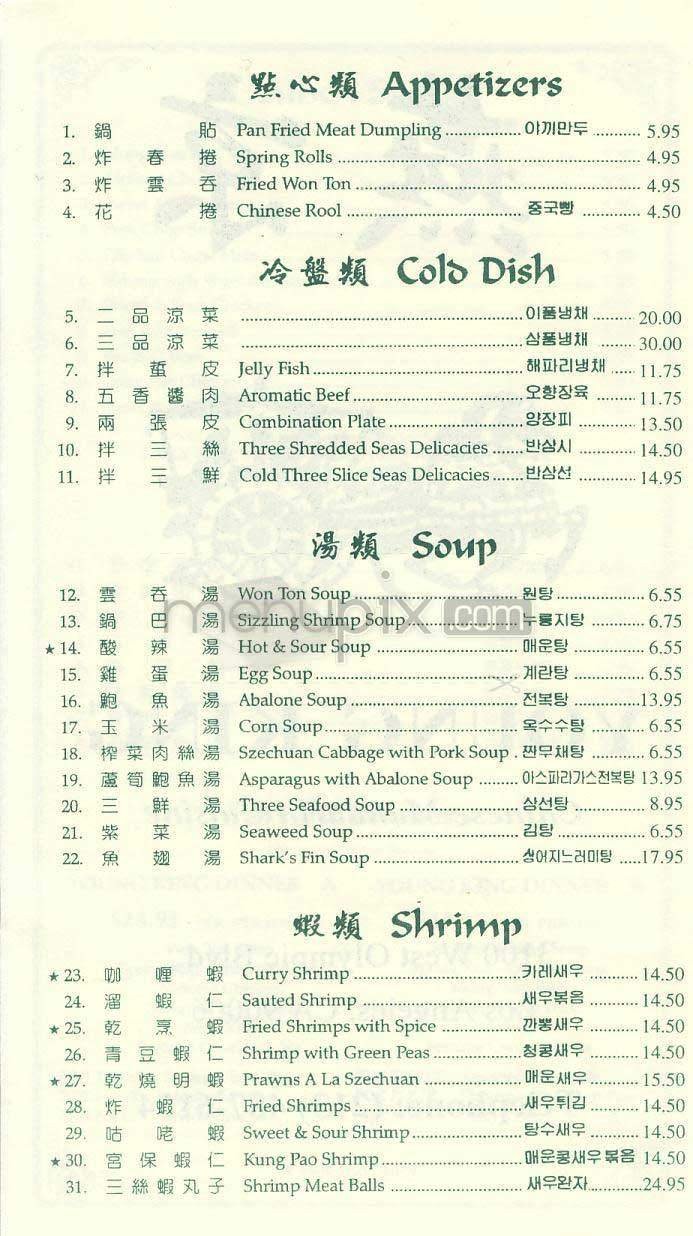 點心類 Appetizers
1. 鍋貼 Pan Fried Meat Dumpling ............... 야끼만두 ........... 5.95
2. 炸春捲 Spring Rolls ............... 4.95
3. 炸雲吞 Fried Won Ton ............... 4.95
4. 花捲 Chinese Rool ............... 중국빵 ............. 4.50
冷盤類 Cold Dish
5. 二品涼菜 ............... 이품냉채 ......... 20.00
6. 三品涼菜 ............... 삼품냉채 ......... 30.00
7. 拌蜇皮 Jelly Fish ............... 해파리냉채 ..... 11.75
8. 五香醬肉 Aromatic Beef ............... 오향장육 ......... 11.75
9. 兩張皮 Combination Plate ............... 양장피 ............. 13.50
10. 拌三絲 Three Shredded Seas Delicacies ....... 반삼시 ............. 14.50
11. 拌三鮮 Cold Three Slice Seas Delicacies ....... 반삼선 ............. 14.95
湯類 Soup
12. 雲吞湯 Won Ton Soup ............... 원탕 ............... 6.55
13. 鍋巴湯 Sizzling Shrimp Soup ............... 누룽지탕 ........... 6.75
★14. 酸辣湯 Hot & Sour Soup ............... 매운탕 ............. 6.55
15. 雞蛋湯 Egg Soup ............... 계란탕 ............. 6.55
16. 鮑魚湯 Abalone Soup ............... 전복탕 .............13.95
17. 玉米湯 Corn Soup ............... 옥수수탕 ........... 6.55
18. 榨菜肉絲湯 Szechuan Cabbage with Pork Soup . 짠무채탕 ........... 6.55
19. 蘆筍鮑魚湯 Asparagus with Abalone Soup ........ 아스파리가스전복탕 13.95
20. 三鮮湯 Three Seafood Soup ............... 삼선탕 ............. 8.95
21. 紫菜湯 Seaweed Soup ............... 김탕 ............... 6.55
22. 魚翅湯 Shark's Fin Soup ............... 상어지느러미탕 .....17.95
蝦類 Shrimp
★23. 咖喱蝦 Curry Shrimp ............... 카레새우 .......... 14.50
24. 溜蝦仁 Sauted Shrimp ............... 새우볶음 .......... 14.50
★25. 乾烹蝦 Fried Shrimps with Spice ............... 깐뽕새우 .......... 14.50
26. 青豆蝦仁 Shrimp with Green Peas ............... 청콩새우 .......... 14.50
★27. 乾燒明蝦 Prawns A La Szechuan ............... 매운새우 .......... 15.50
28. 炸蝦仁 Fried Shrimps ............... 새우튀김 .......... 14.50
29. 咕咾蝦 Sweet & Sour Shrimp ............... 탕수새우 .......... 14.50
★30. 宮保蝦仁 Kung Pao Shrimp ............... 매운콩새우볶음 14.50
31. 三絲蝦丸子 Shrimp Meat Balls ............... 새우완자 ............24.95
menupix.com